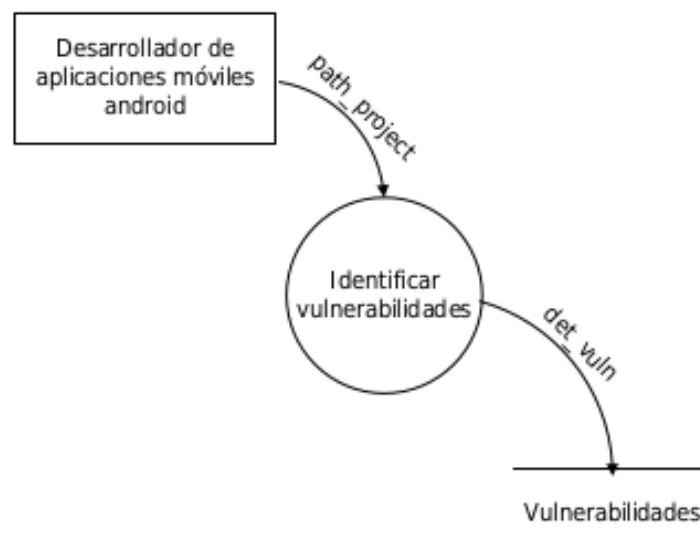 Desarrollador de
aplicaciones móviles
android
path_project
Identificar
vulnerabilidades
det_vuln
Vulnerabilidades